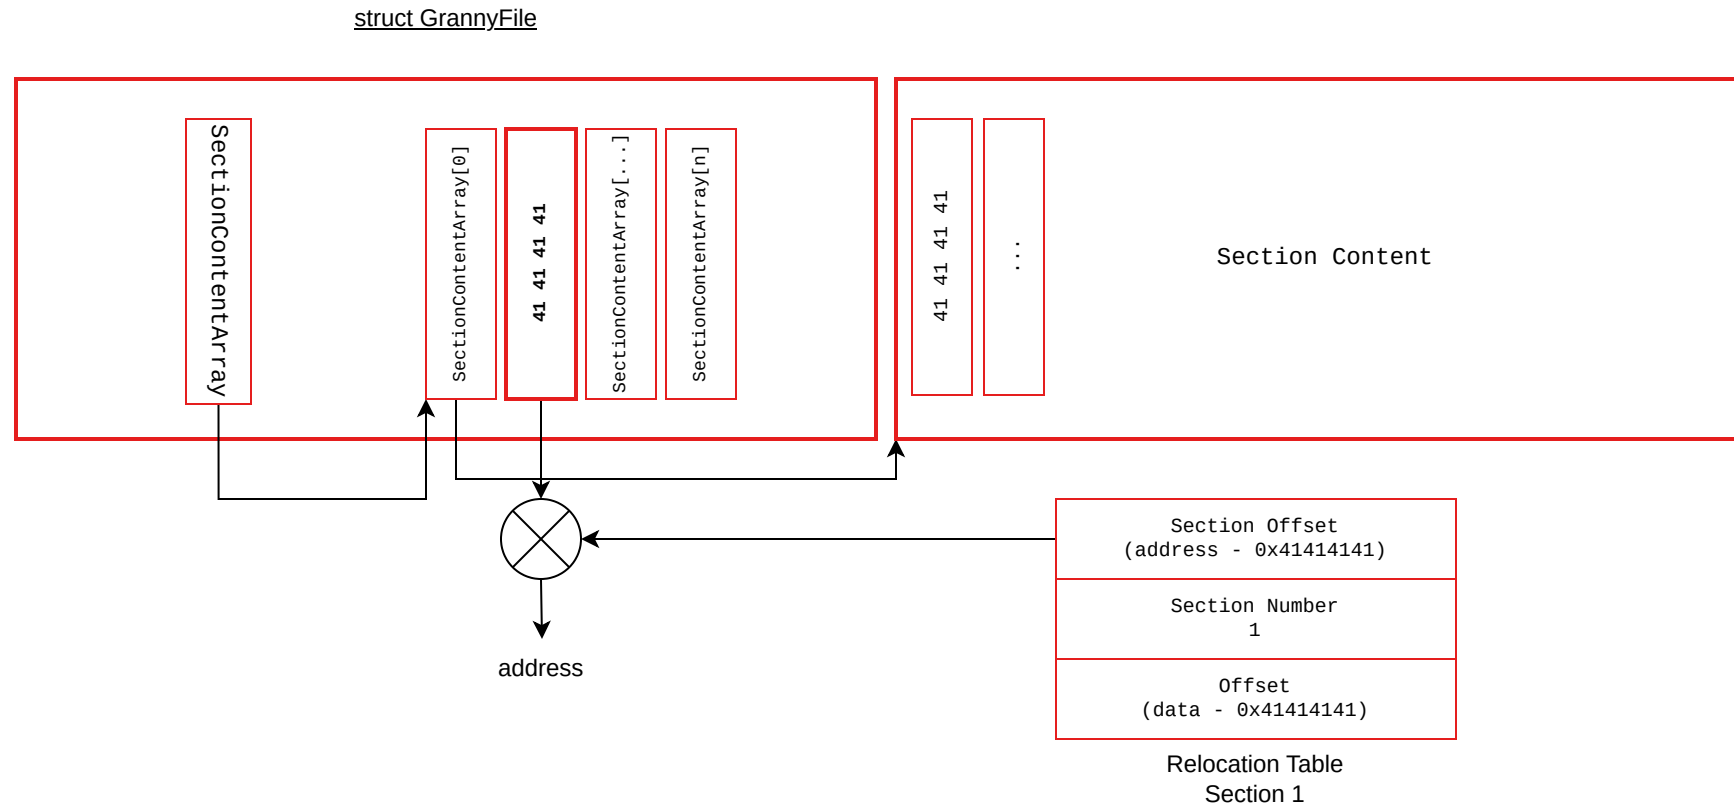 struct GrannyFile
SectionContentArray
SectionContentArray[0]
41 41 41 41
SectionContentArray[...]
SectionContentArray[n]
41 41 41 41
...
Section Content
Section Offset
(address - 0x41414141)
Section Number
1
Offset
(data - 0x41414141)
address
Relocation Table
Section 1